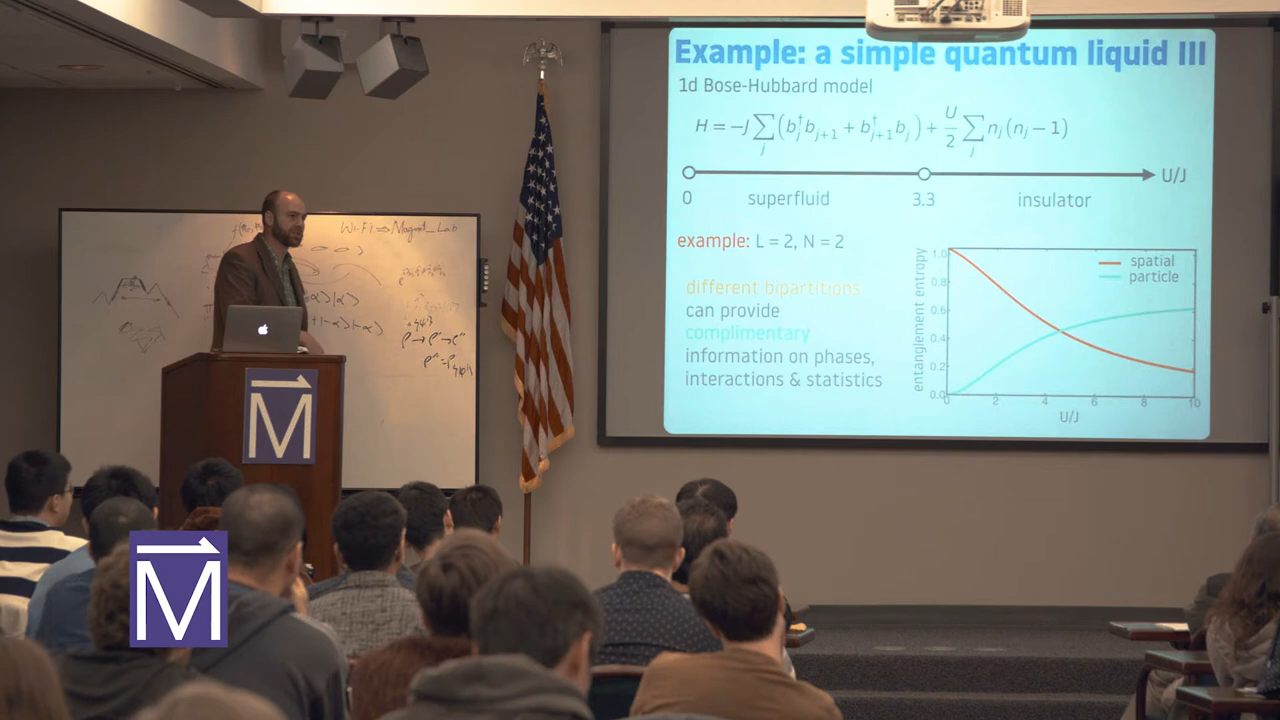 Example: a simple quantum liquid III
1d Bose-Hubbard model
H = -J ∑_j (b†_j b_{j+1} + b†_{j+1} b_j) + U/2 ∑_j n_j (n_j - 1)
U/J
0 superfluid 3.3 insulator
example: L = 2, N = 2
different bipartitions
can provide
complimentary
information on phases,
interactions & statistics
entanglement entropy
1.0
0.8
0.6
0.4
0.2
0.0
spatial
particle
0 2 4 6 8 10
U/J
Wi-Fi ⇒ Magnet_Lab
M
M